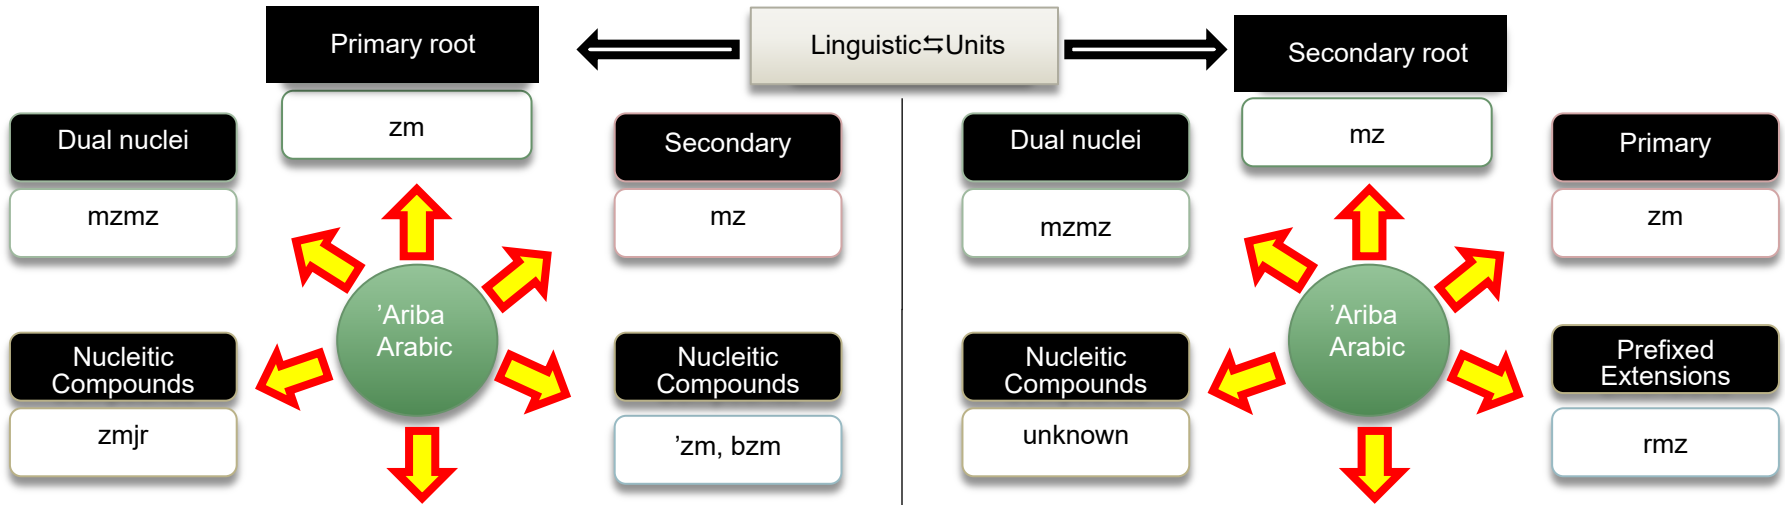 Primary root
Linguistic⇆Units
Secondary root
zm
mz
Dual nuclei
mzmz
Secondary
mz
Dual nuclei
mzmz
Primary
zm
’Ariba
Arabic
’Ariba
Arabic
Nucleitic
Compounds
zmjr
Nucleitic
Compounds
’zm, bzm
Nucleitic
Compounds
unknown
Prefixed
Extensions
rmz